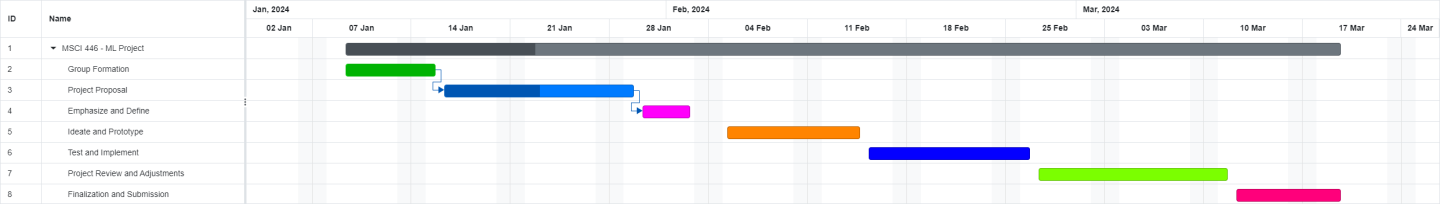 ID Name Jan, 2024 Feb, 2024 Mar, 2024
02 Jan 07 Jan 14 Jan 21 Jan 28 Jan 04 Feb 11 Feb 18 Feb 25 Feb 03 Mar 10 Mar 17 Mar 24 Mar
1 MSCI 446 - ML Project
2 Group Formation
3 Project Proposal
4 Emphasize and Define
5 Ideate and Prototype
6 Test and Implement
7 Project Review and Adjustments
8 Finalization and Submission